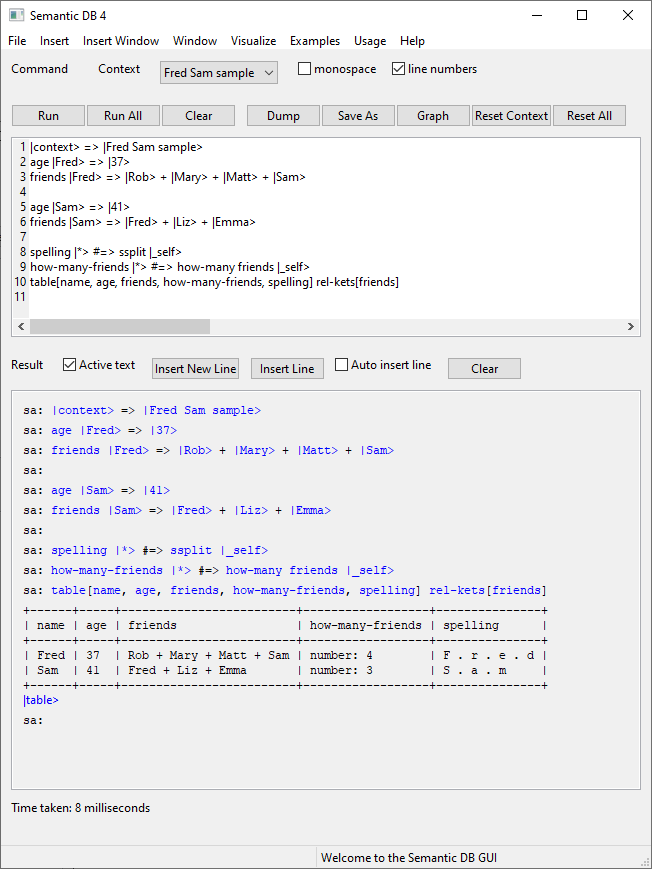 Semantic DB 4
File Insert Insert Window Window Visualize Examples Usage Help
Command Context Fred Sam sample monospace line numbers
Run Run All Clear Dump Save As Graph Reset Context Reset All
1 |context> => |Fred Sam sample>
2 age |Fred> => |37>
3 friends |Fred> => |Rob> + |Mary> + |Matt> + |Sam>
4
5 age |Sam> => |41>
6 friends |Sam> => |Fred> + |Liz> + |Emma>
7
8 spelling |*> #=> ssplit |_self>
9 how-many-friends |*> #=> how-many friends |_self>
10 table[name, age, friends, how-many-friends, spelling] rel-kets[friends]
11
Result Active text Insert New Line Insert Line Auto insert line Clear
sa: |context> => |Fred Sam sample>
sa: age |Fred> => |37>
sa: friends |Fred> => |Rob> + |Mary> + |Matt> + |Sam>
sa:
sa: age |Sam> => |41>
sa: friends |Sam> => |Fred> + |Liz> + |Emma>
sa:
sa: spelling |*> #=> ssplit |_self>
sa: how-many-friends |*> #=> how-many friends |_self>
sa: table[name, age, friends, how-many-friends, spelling] rel-kets[friends]
+------+-----+--------------------------+------------------+---------------+
| name | age | friends                  | how-many-friends | spelling      |
+------+-----+--------------------------+------------------+---------------+
| Fred | 37  | Rob + Mary + Matt + Sam | number: 4        | F . r . e . d |
| Sam  | 41  | Fred + Liz + Emma        | number: 3        | S . a . m     |
+------+-----+--------------------------+------------------+---------------+
|table>
sa:
Time taken: 8 milliseconds
Welcome to the Semantic DB GUI